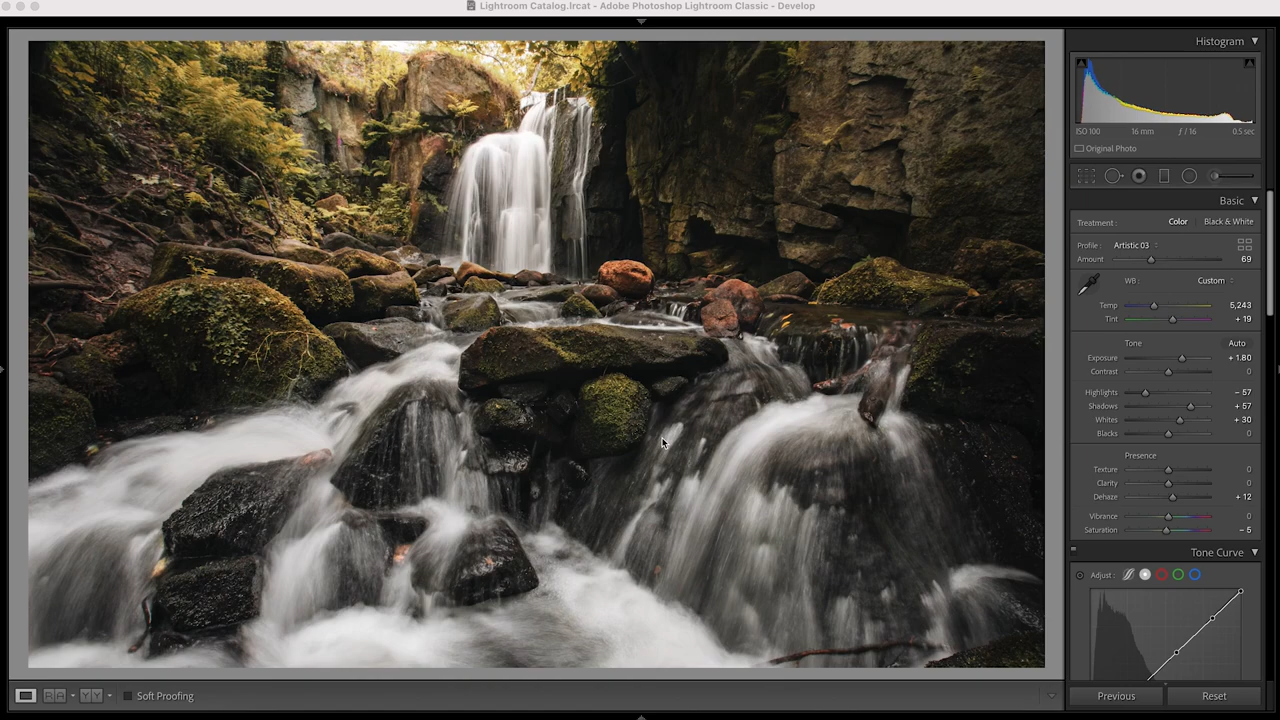 Lightroom Catalog.lrcat - Adobe Photoshop Lightroom Classic - Develop
Histogram
ISO 100 16 mm ƒ / 16 0.5 sec
Original Photo
Basic
Treatment : Color Black & White
Profile : Artistic 03
Amount 69
WB : Custom
Temp 5,243
Tint + 19
Tone Auto
Exposure + 1.80
Contrast 0
Highlights − 57
Shadows + 57
Whites + 30
Blacks 0
Presence
Texture 0
Clarity 0
Dehaze + 12
Vibrance 0
Saturation − 5
Tone Curve
Adjust :
RA YY Soft Proofing
Previous Reset